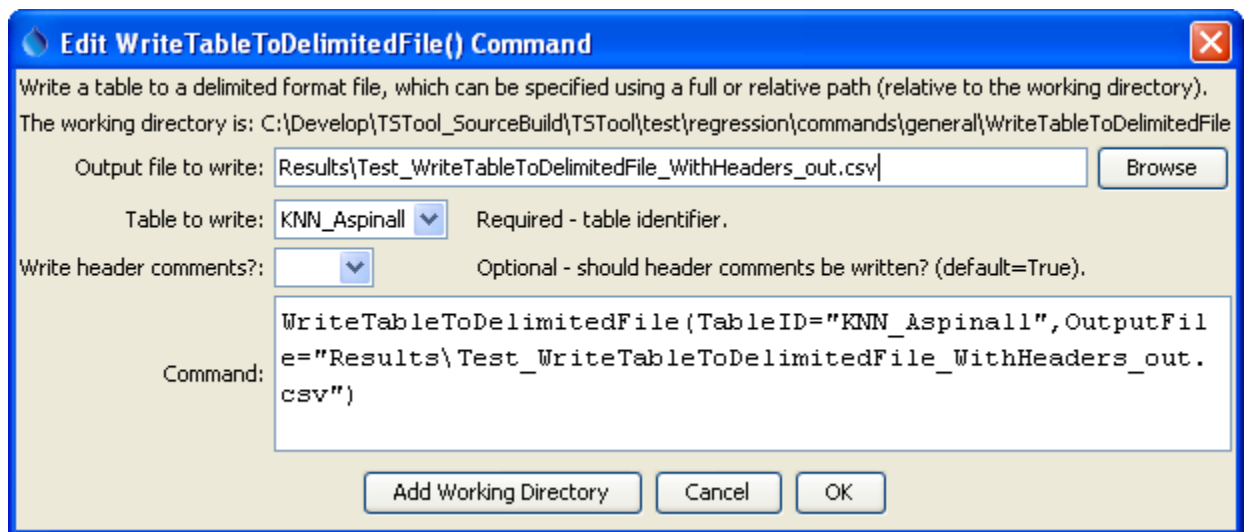 Edit WriteTableToDelimitedFile() Command
Write a table to a delimited format file, which can be specified using a full or relative path (relative to the working directory).
The working directory is: C:\Develop\TSTool_SourceBuild\TSTool\test\regression\commands\general\WriteTableToDelimitedFile
Output file to write: Results\Test_WriteTableToDelimitedFile_WithHeaders_out.csv Browse
Table to write: KNN_Aspinall Required - table identifier.
Write header comments?: Optional - should header comments be written? (default=True).
Command: WriteTableToDelimitedFile(TableID="KNN_Aspinall",OutputFil
e="Results\Test_WriteTableToDelimitedFile_WithHeaders_out.
csv")
Add Working Directory Cancel OK